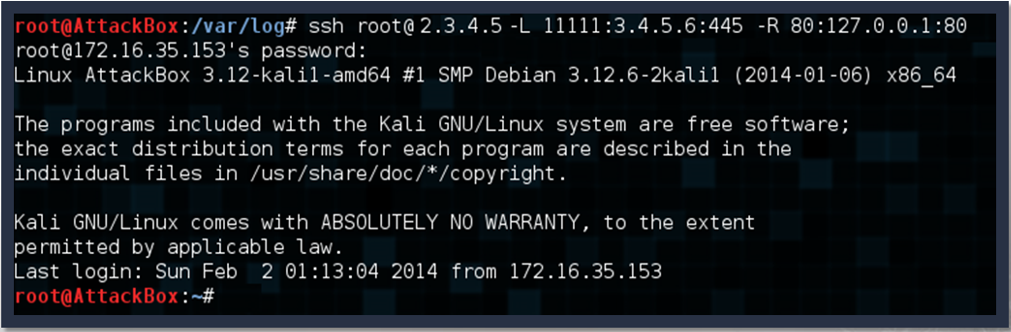 root@AttackBox:/var/log# ssh root@ 2.3.4.5 -L 11111:3.4.5.6:445 -R 80:127.0.0.1:80
root@172.16.35.153's password:
Linux AttackBox 3.12-kali1-amd64 #1 SMP Debian 3.12.6-2kali1 (2014-01-06) x86_64
The programs included with the Kali GNU/Linux system are free software;
the exact distribution terms for each program are described in the
individual files in /usr/share/doc/*/copyright.
Kali GNU/Linux comes with ABSOLUTELY NO WARRANTY, to the extent
permitted by applicable law.
Last login: Sun Feb  2 01:13:04 2014 from 172.16.35.153
root@AttackBox:~#